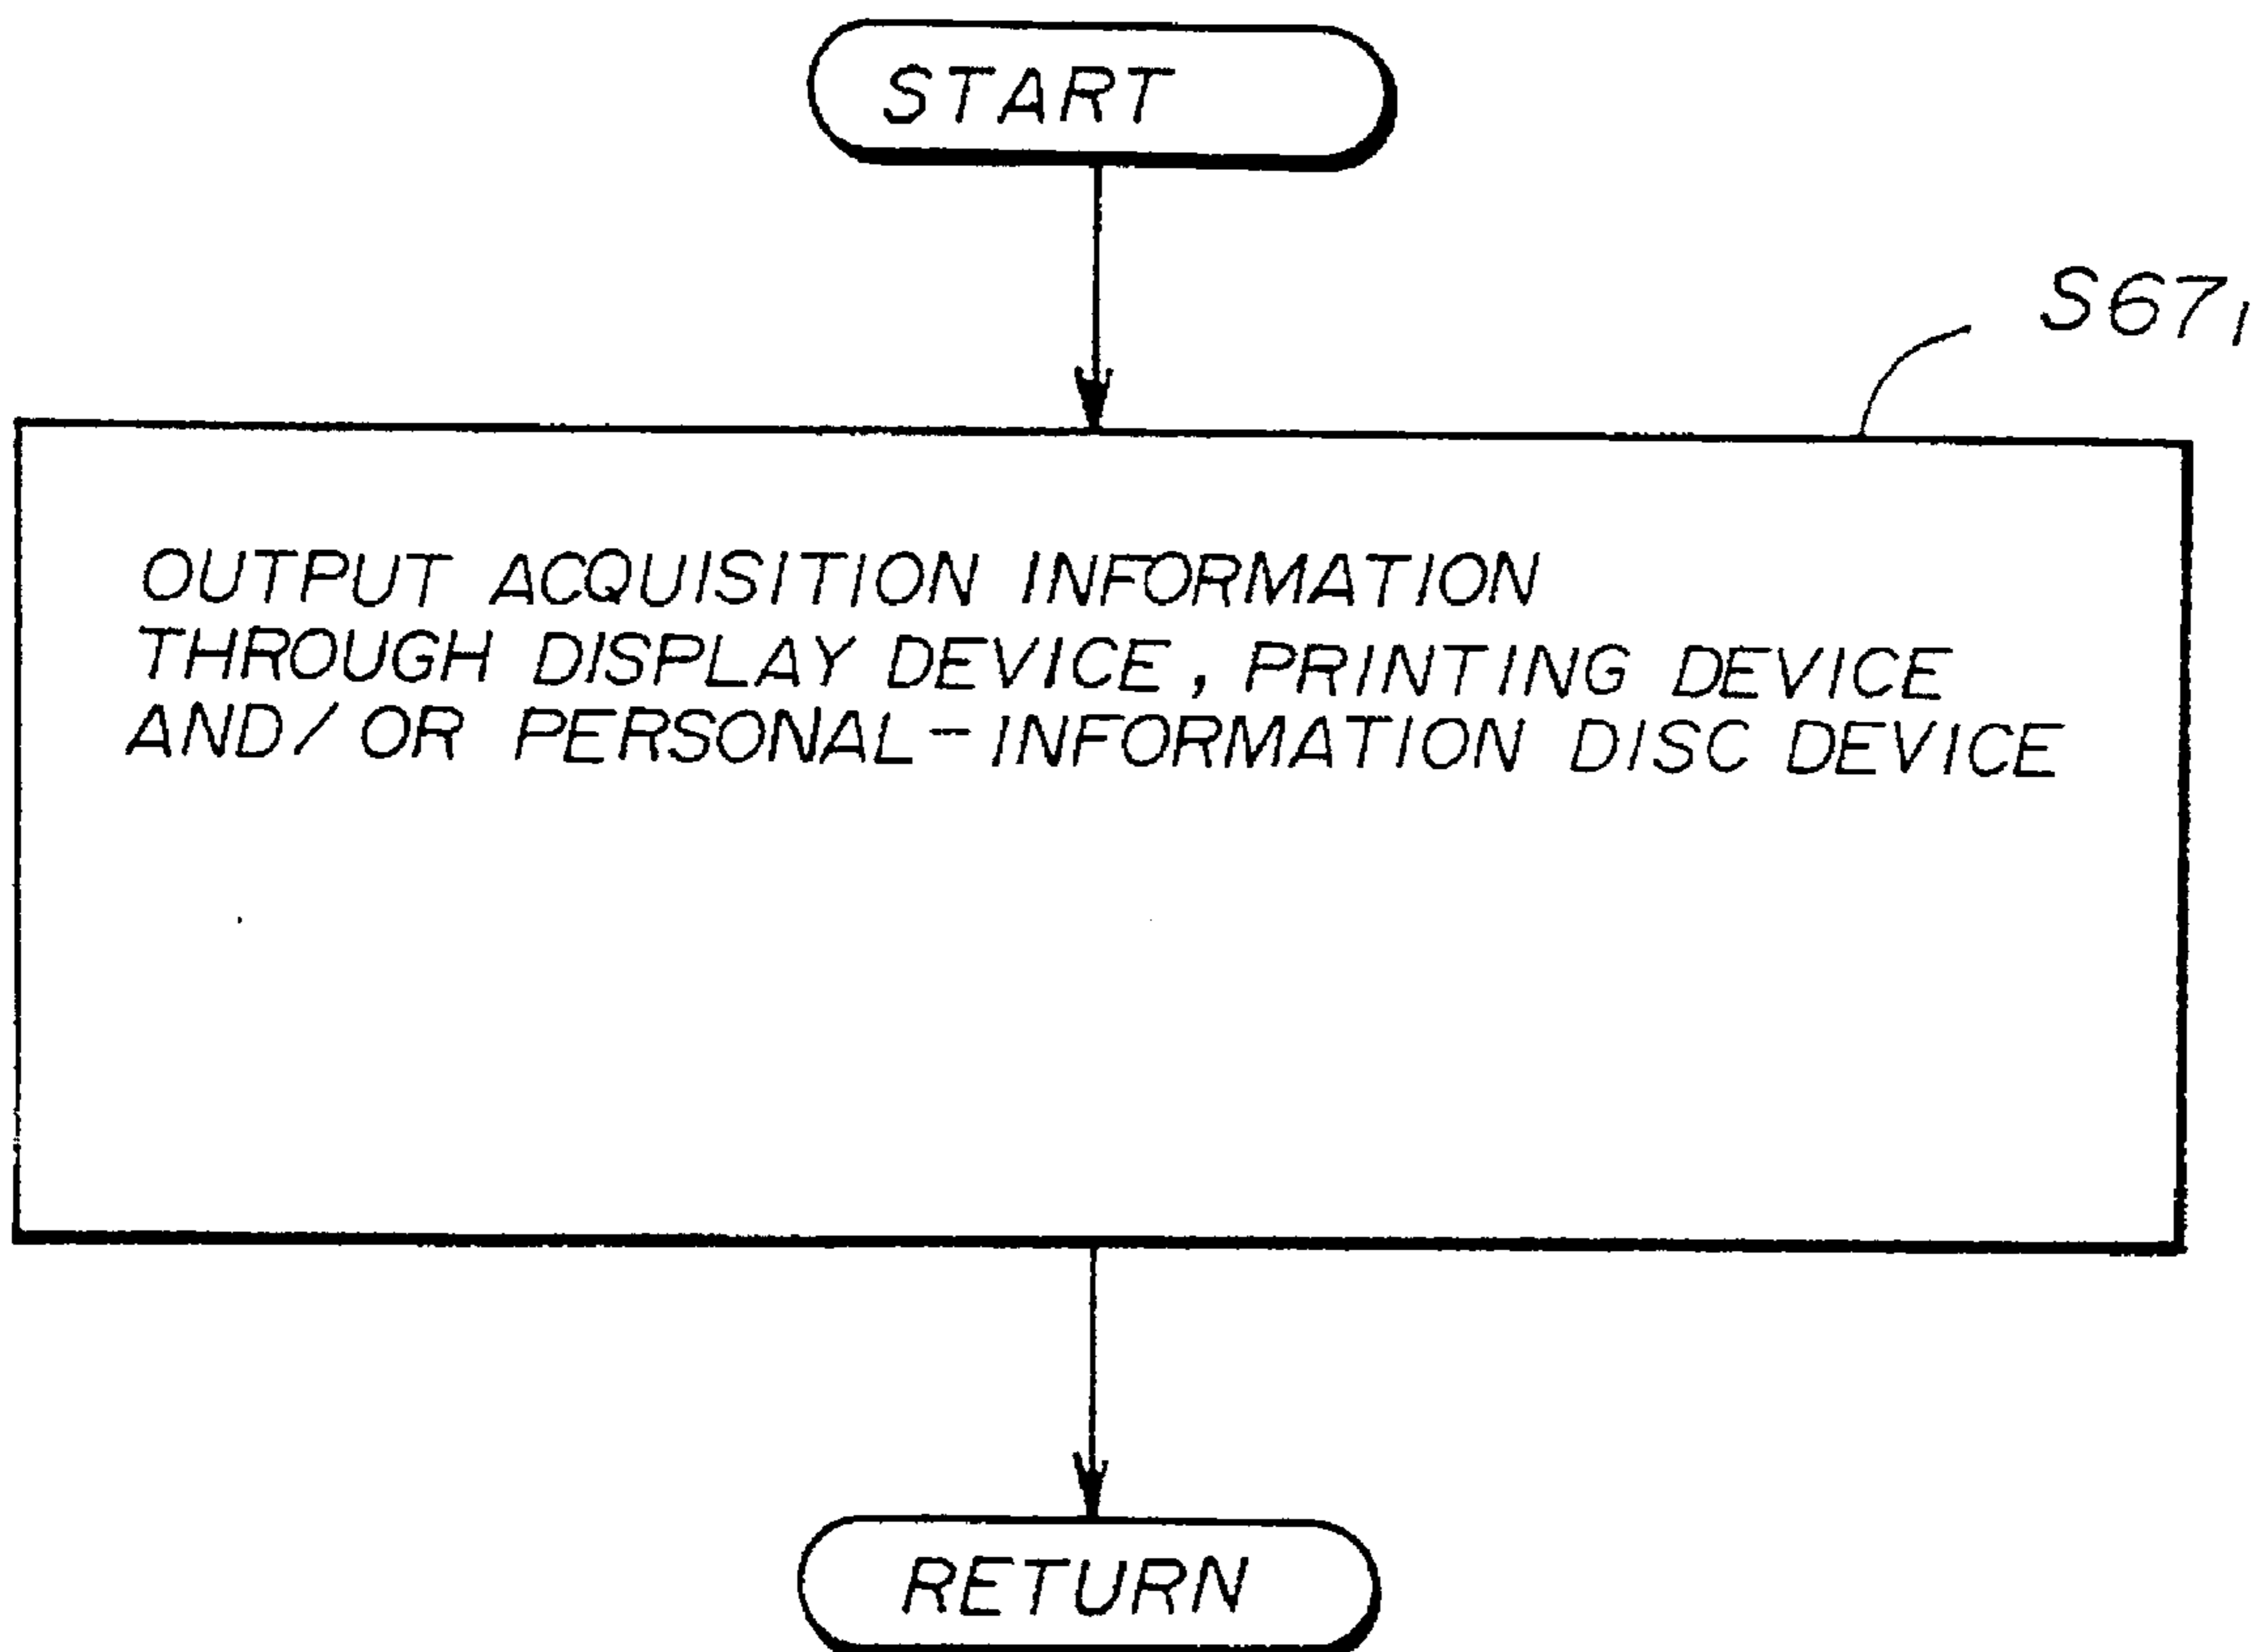 START
S67₁
OUTPUT ACQUISITION INFORMATION
THROUGH DISPLAY DEVICE, PRINTING DEVICE
AND/OR PERSONAL-INFORMATION DISC DEVICE
RETURN